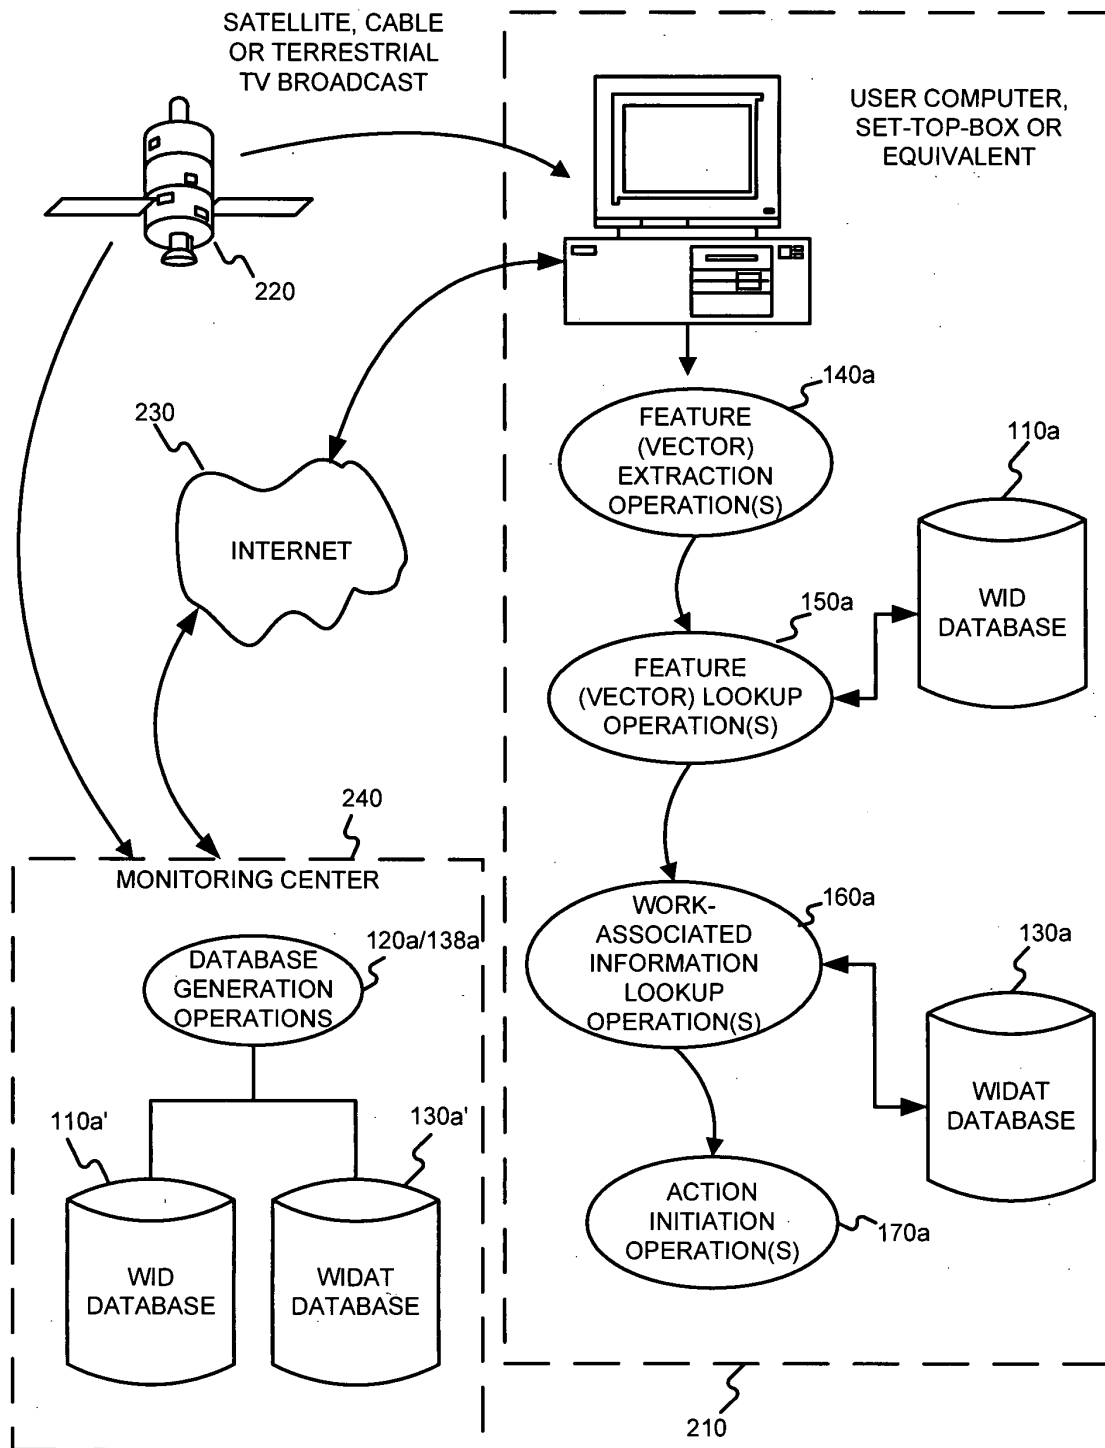 SATELLITE, CABLE
OR TERRESTRIAL
TV BROADCAST
USER COMPUTER,
SET-TOP-BOX OR
EQUIVALENT
220
140a
FEATURE
(VECTOR)
EXTRACTION
OPERATION(S)
230
INTERNET
110a
WID
DATABASE
150a
FEATURE
(VECTOR) LOOKUP
OPERATION(S)
240
MONITORING CENTER
120a/138a
DATABASE
GENERATION
OPERATIONS
160a
WORK-
ASSOCIATED
INFORMATION
LOOKUP
OPERATION(S)
130a
WIDAT
DATABASE
110a'
WID
DATABASE
130a'
WIDAT
DATABASE
ACTION
INITIATION
OPERATION(S)
170a
210